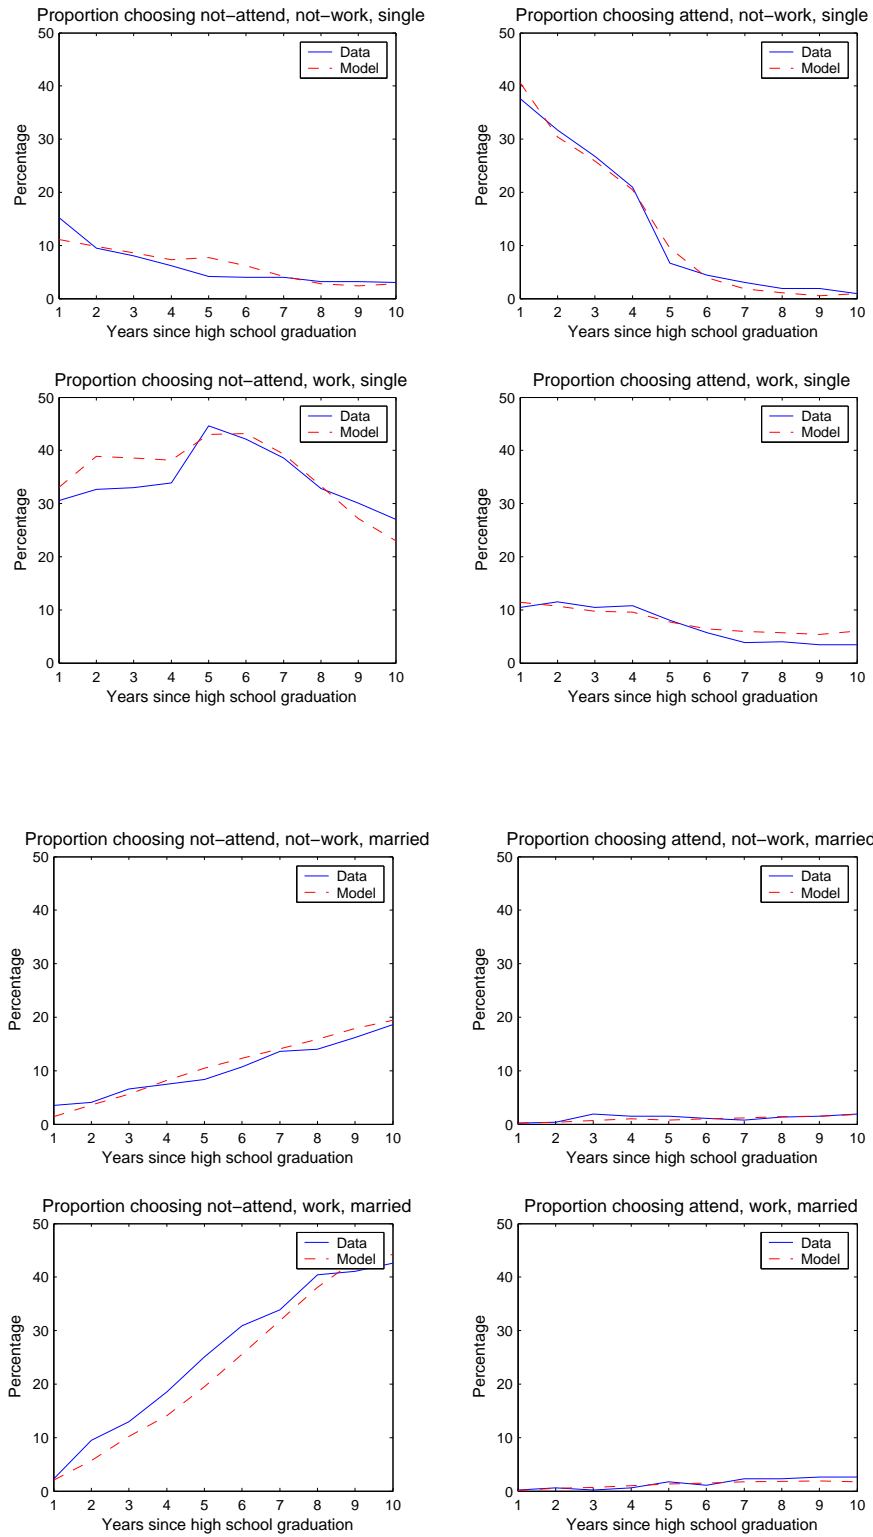 Proportion choosing not−attend, not−work, single
50
40
30
20
10
0
Percentage
1 2 3 4 5 6 7 8 9 10
Years since high school graduation
Data
Model
Proportion choosing attend, not−work, single
50
40
30
20
10
0
Percentage
1 2 3 4 5 6 7 8 9 10
Years since high school graduation
Data
Model
Proportion choosing not−attend, work, single
50
40
30
20
10
0
Percentage
1 2 3 4 5 6 7 8 9 10
Years since high school graduation
Data
Model
Proportion choosing attend, work, single
50
40
30
20
10
0
Percentage
1 2 3 4 5 6 7 8 9 10
Years since high school graduation
Data
Model
Proportion choosing not−attend, not−work, married
50
40
30
20
10
0
Percentage
1 2 3 4 5 6 7 8 9 10
Years since high school graduation
Data
Model
Proportion choosing attend, not−work, married
50
40
30
20
10
0
Percentage
1 2 3 4 5 6 7 8 9 10
Years since high school graduation
Data
Model
Proportion choosing not−attend, work, married
50
40
30
20
10
0
Percentage
1 2 3 4 5 6 7 8 9 10
Years since high school graduation
Data
Model
Proportion choosing attend, work, married
50
40
30
20
10
0
Percentage
1 2 3 4 5 6 7 8 9 10
Years since high school graduation
Data
Model